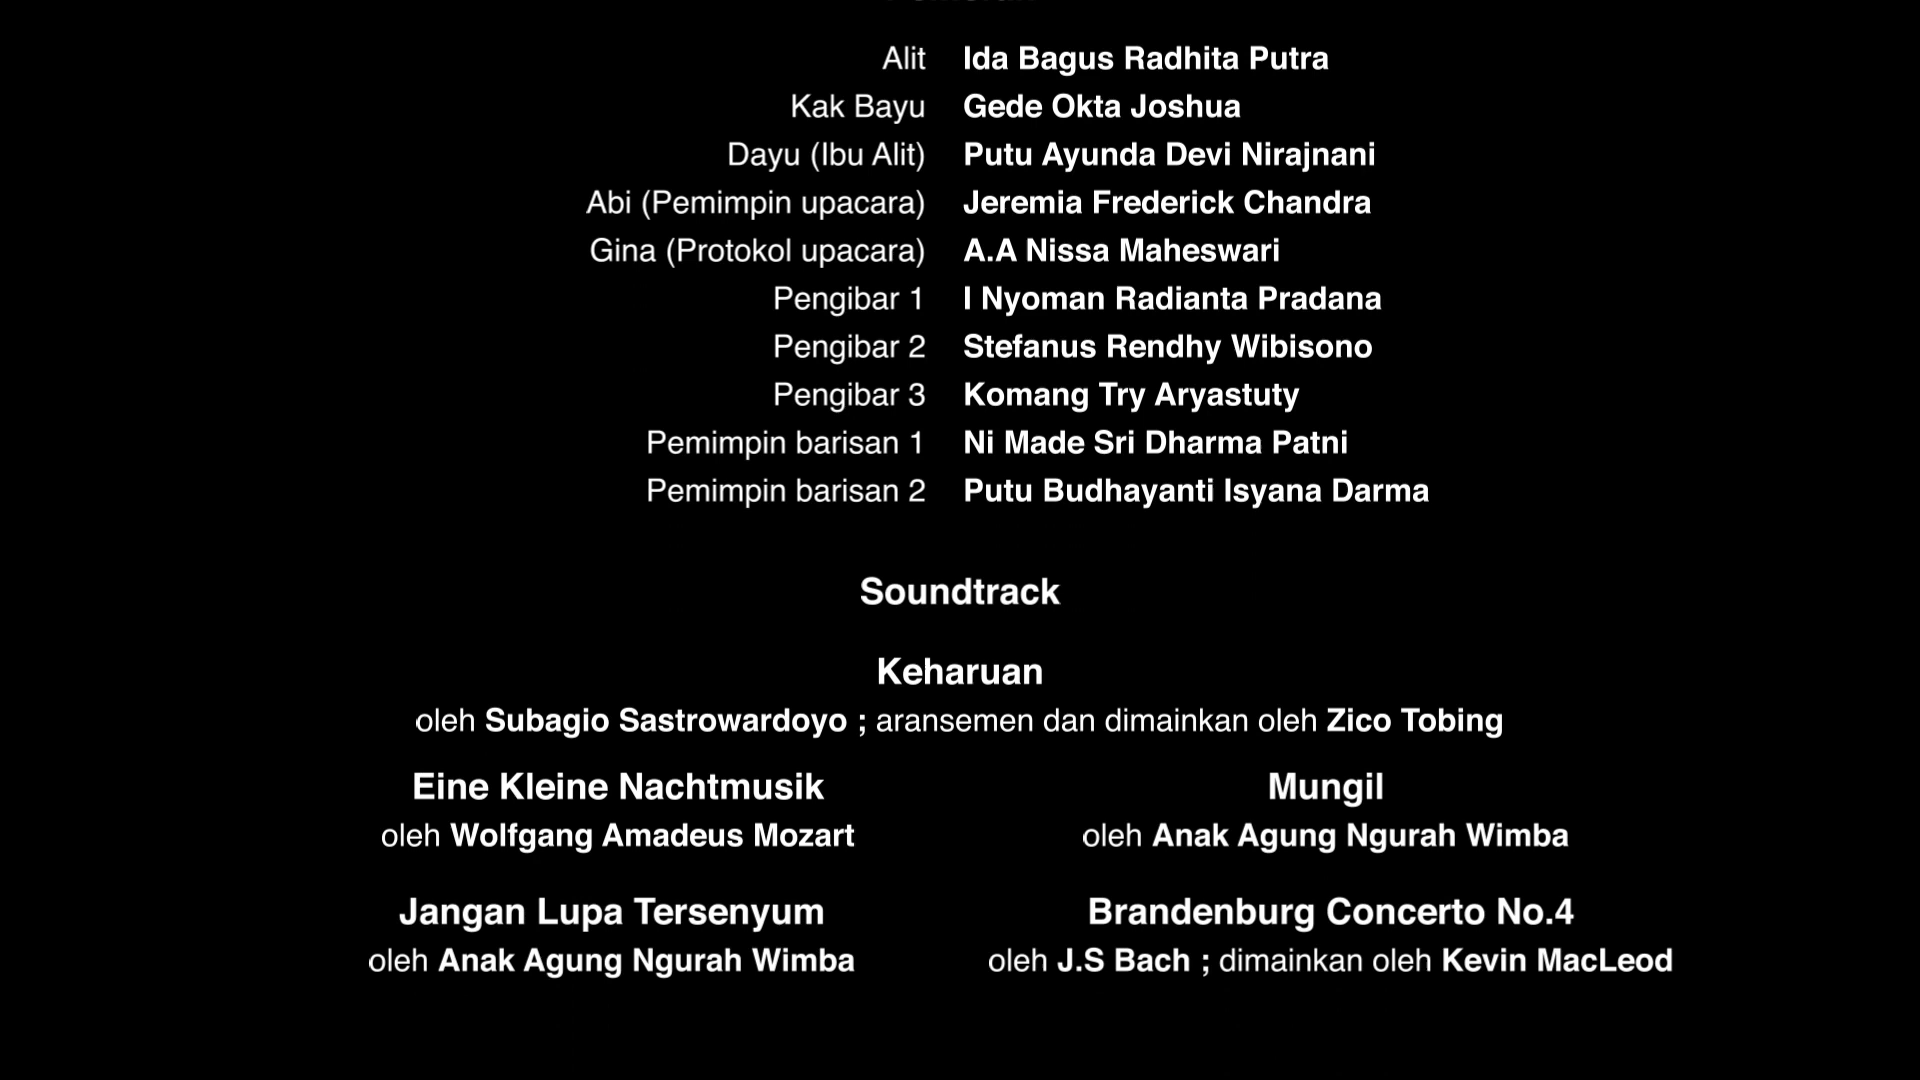 Alit Ida Bagus Radhita Putra
Kak Bayu Gede Okta Joshua
Dayu (Ibu Alit) Putu Ayunda Devi Nirajnani
Abi (Pemimpin upacara) Jeremia Frederick Chandra
Gina (Protokol upacara) A.A Nissa Maheswari
Pengibar 1 I Nyoman Radianta Pradana
Pengibar 2 Stefanus Rendhy Wibisono
Pengibar 3 Komang Try Aryastuty
Pemimpin barisan 1 Ni Made Sri Dharma Patni
Pemimpin barisan 2 Putu Budhayanti Isyana Darma
Soundtrack
Keharuan
oleh Subagio Sastrowardoyo ; aransemen dan dimainkan oleh Zico Tobing
Eine Kleine Nachtmusik
oleh Wolfgang Amadeus Mozart
Mungil
oleh Anak Agung Ngurah Wimba
Jangan Lupa Tersenyum
oleh Anak Agung Ngurah Wimba
Brandenburg Concerto No.4
oleh J.S Bach ; dimainkan oleh Kevin MacLeod